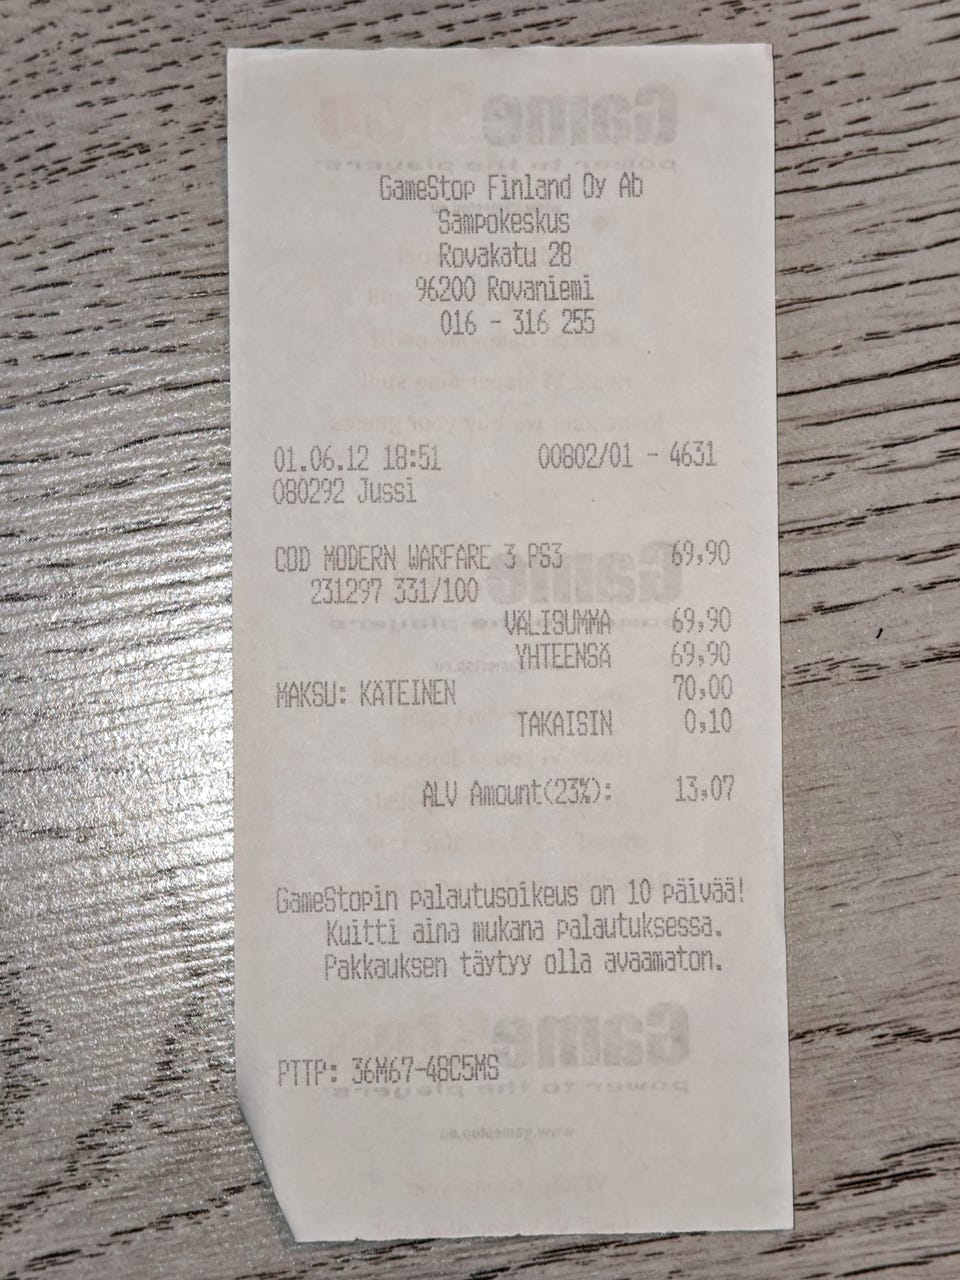 GameStop Finland Oy Ab
Sampokeskus
Rovakatu 28
96200 Rovaniemi
016 - 316 255
01.06.12 18:51 00802/01 - 4631
080292 Jussi
COD MODERN WARFARE 3 PS3 69,90
231297 331/100
VÄLISUMMA 69,90
YHTEENSÄ 69,90
MAKSU: KÄTEINEN 70,00
TAKAISIN 0,10
ALV Amount(23%): 13,07
GameStopin palautusoikeus on 10 päivää!
Kuitti aina mukana palautuksessa.
Pakkauksen täytyy olla avaamaton.
PTTP: 36M67-48C5MS